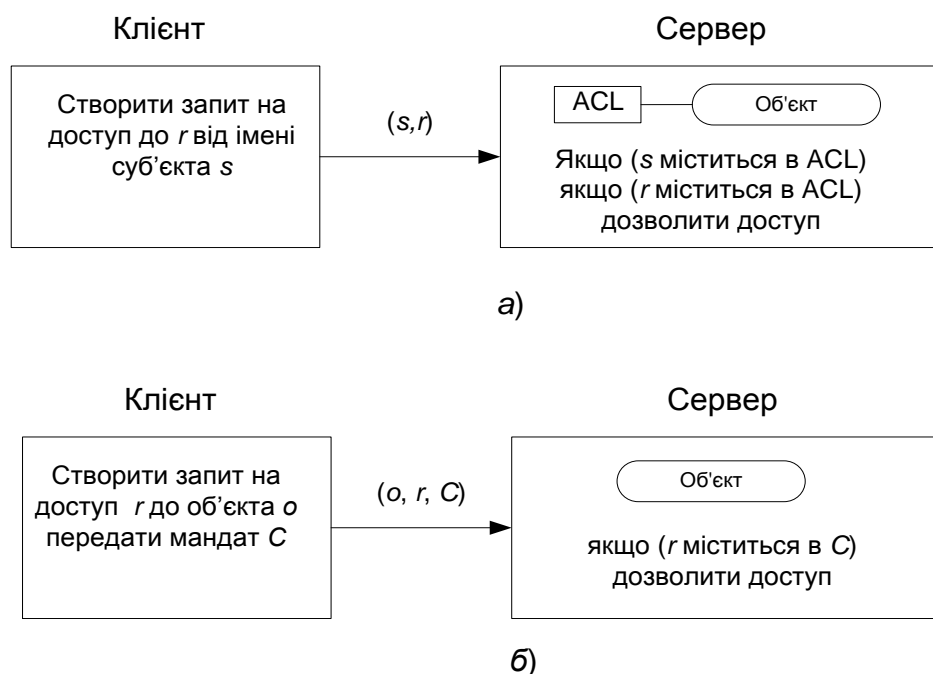 Клієнт
Сервер
Створити запит на
доступ до r від імені
суб’єкта s
(s,r)
ACL
Об'єкт
Якщо (s міститься в ACL)
якщо (r міститься в ACL)
дозволити доступ
а)
Клієнт
Сервер
Створити запит на
доступ r до об’єкта о
передати мандат С
(о, r, С)
Об'єкт
якщо (r міститься в С)
дозволити доступ
б)